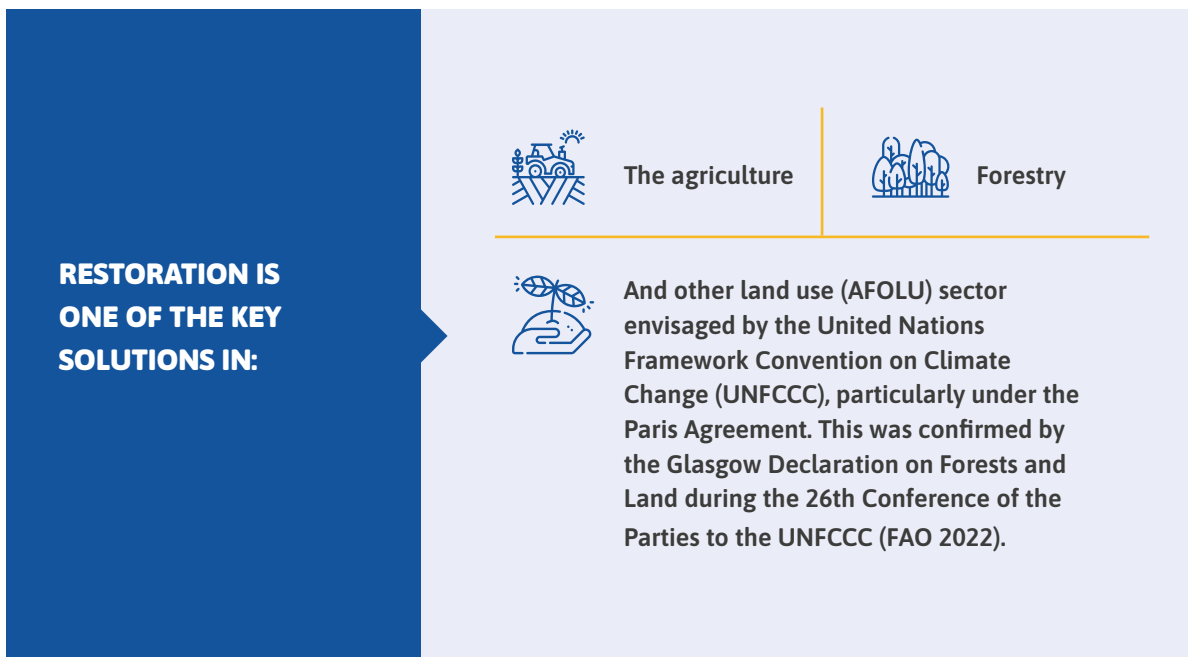 RESTORATION IS
ONE OF THE KEY
SOLUTIONS IN:
The agriculture
Forestry
And other land use (AFOLU) sector
envisaged by the United Nations
Framework Convention on Climate
Change (UNFCCC), particularly under the
Paris Agreement. This was confirmed by
the Glasgow Declaration on Forests and
Land during the 26th Conference of the
Parties to the UNFCCC (FAO 2022).